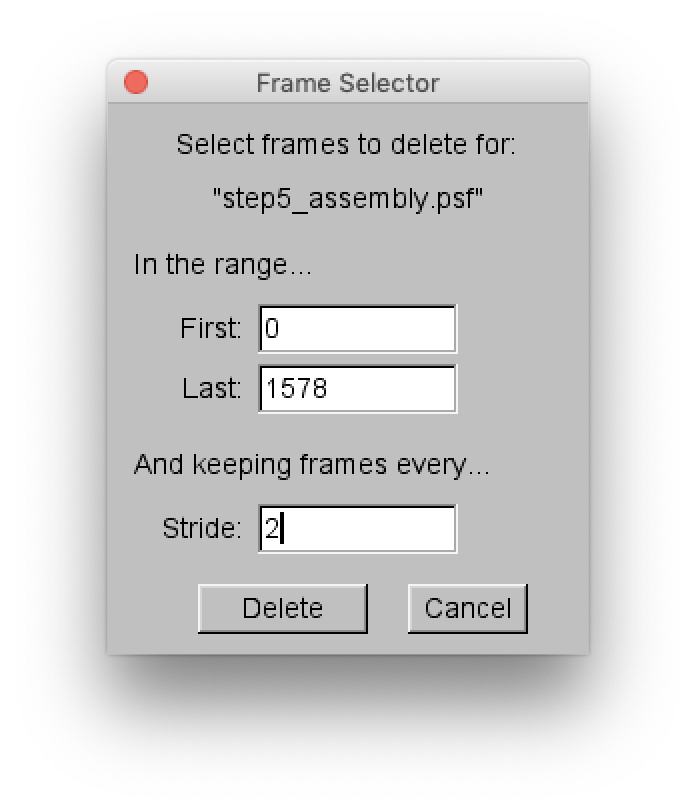 Frame Selector
Select frames to delete for:
"step5_assembly.psf"
In the range...
First: 0
Last: 1578
And keeping frames every...
Stride: 2
Delete Cancel